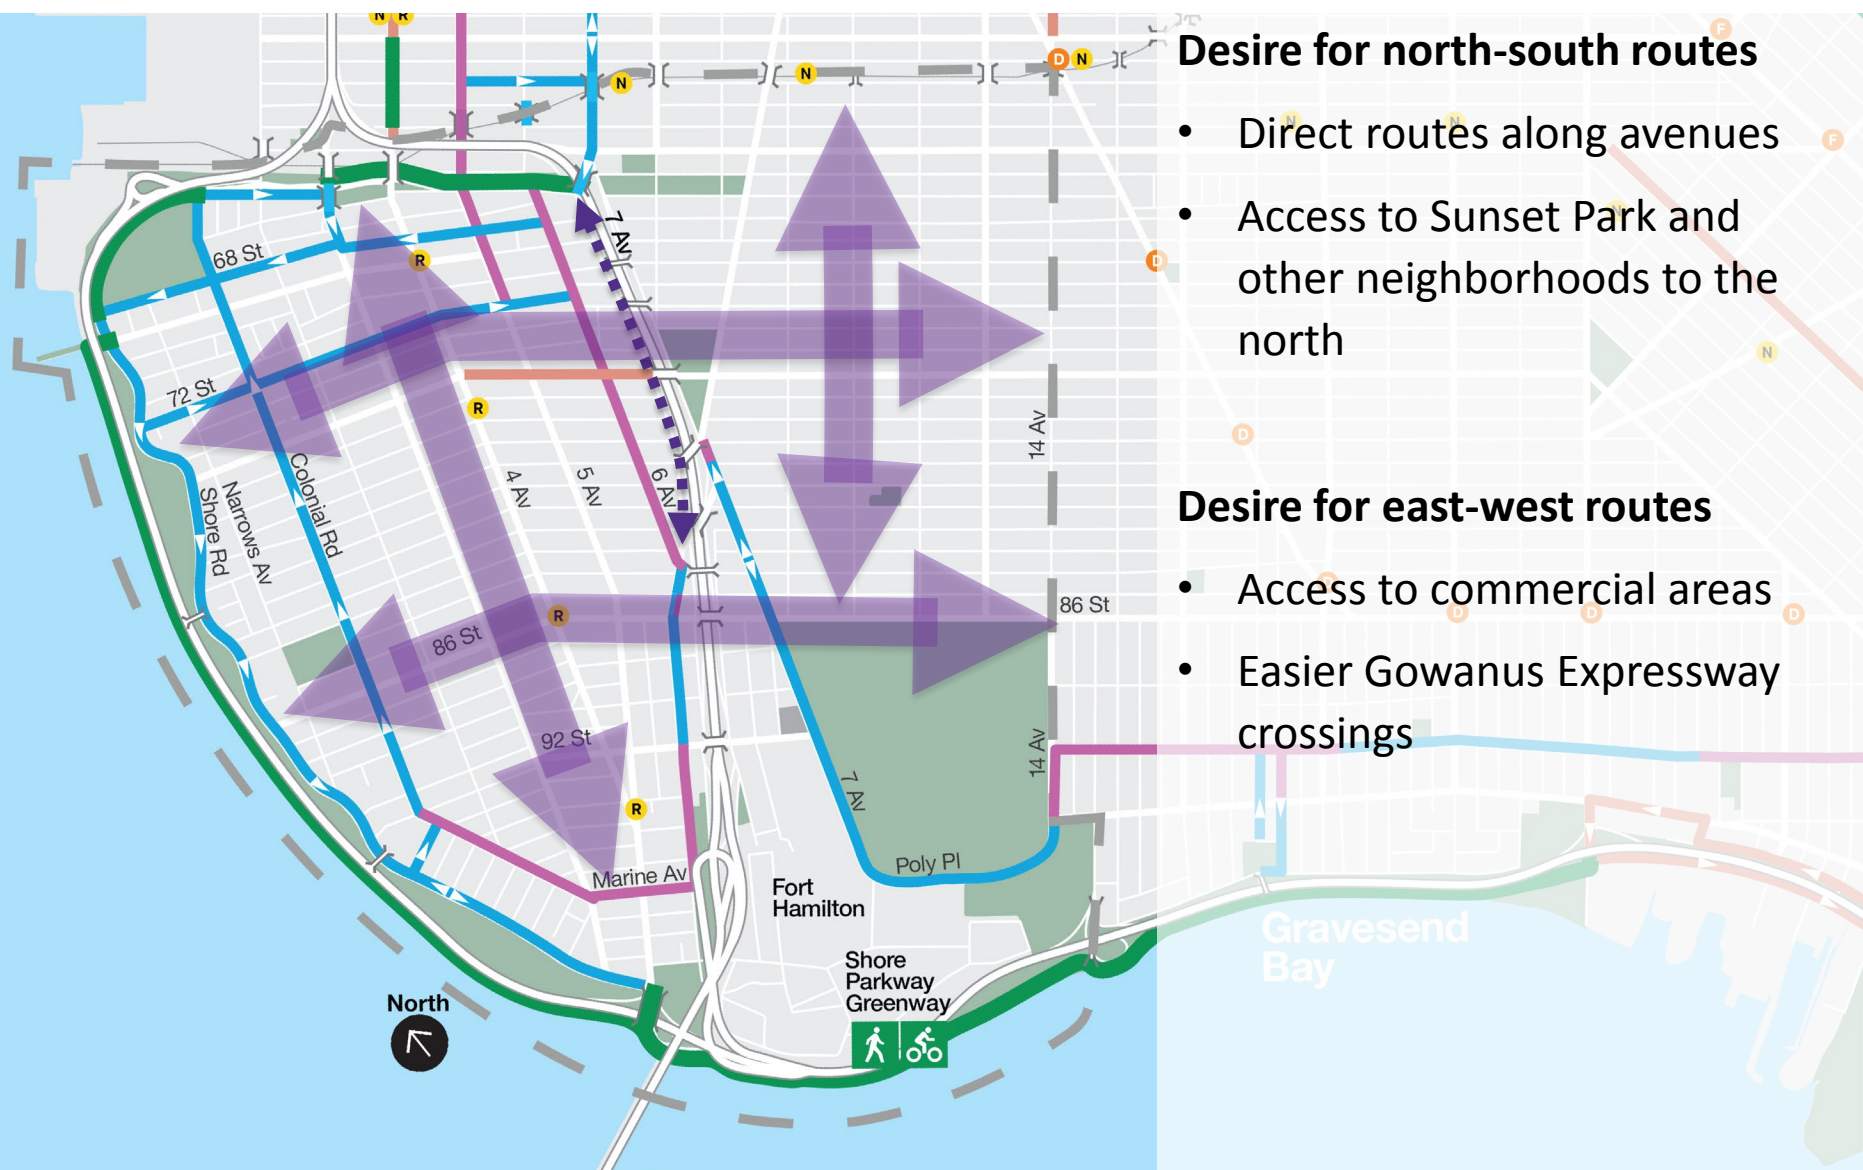 N R
D N
N
N
7 Av
68 St
R
D
72 St
R
14 Av
4 Av
5 Av
6 Av
Colonial Rd
Narrows Av
Shore Rd
86 St
R
86 St
92 St
14 Av
7 Av
R
Poly Pl
Marine Av
Fort
Hamilton
Shore
Parkway
Greenway
North
Gravesend
Bay
Desire for north-south routes
• Direct routes along avenues
• Access to Sunset Park and
other neighborhoods to the
north
Desire for east-west routes
• Access to commercial areas
• Easier Gowanus Expressway
crossings
F
N
N
F
N
N
D
D
D
D
D